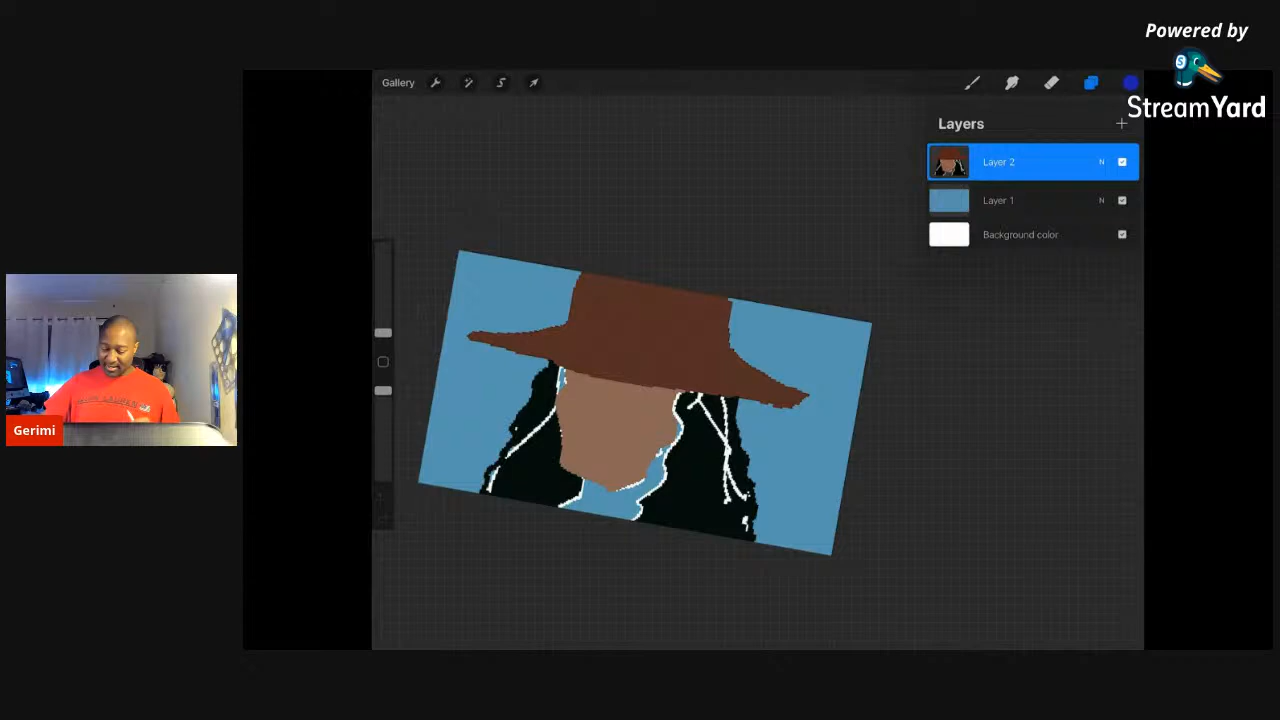 Powered by
StreamYard
Gallery
Layers
Layer 2
N
Layer 1
N
Background color
Gerimi